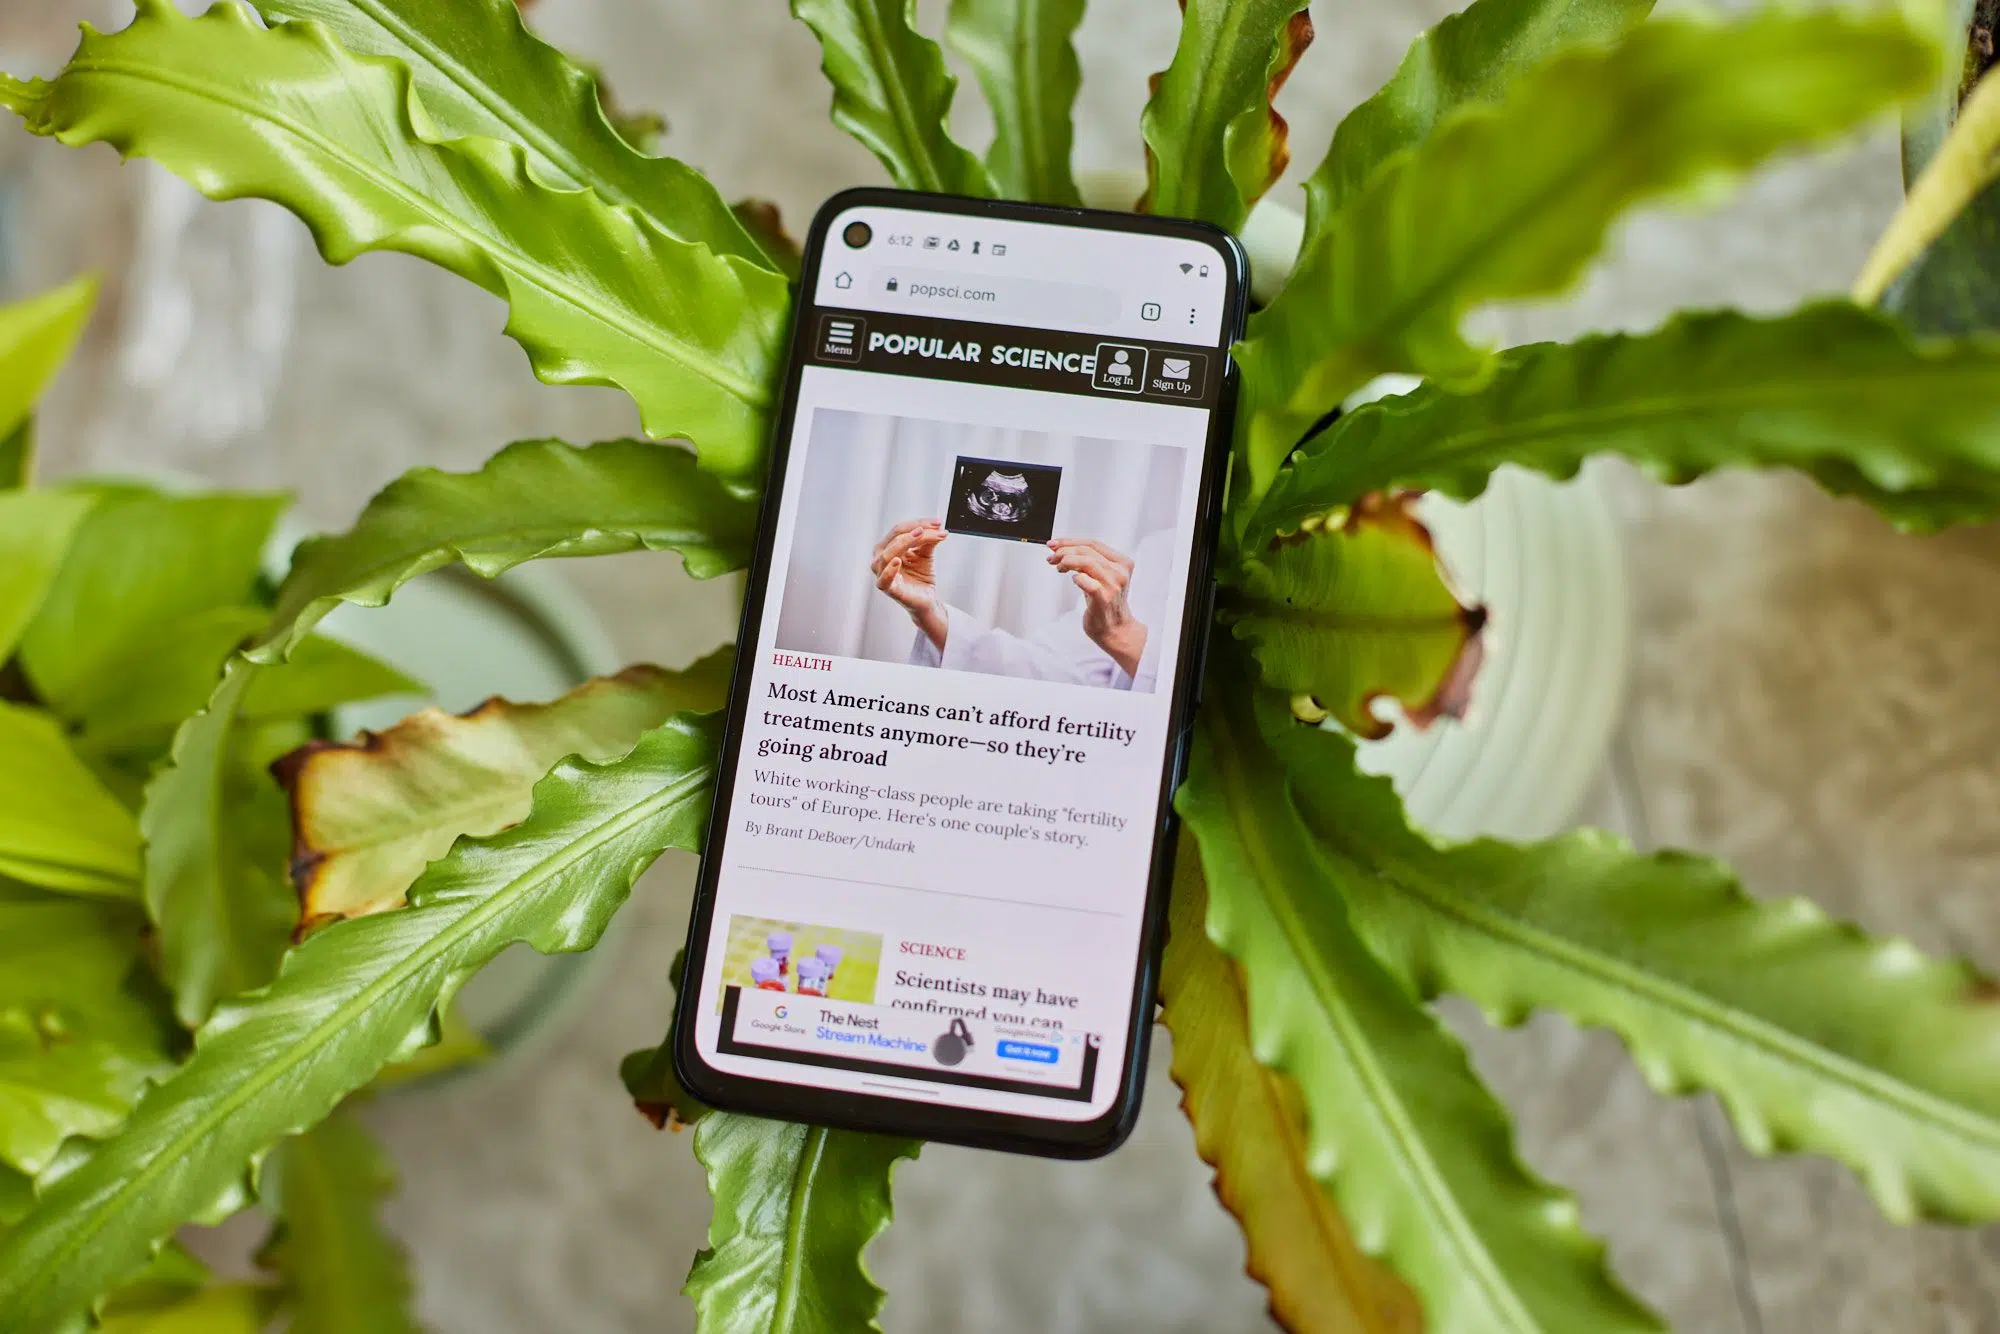 6:12
popsci.com
1
Menu
POPULAR SCIENCE
Log In
Sign Up
HEALTH
Most Americans can't afford fertility
treatments anymore—so they're
going abroad
White working-class people are taking "fertility
tours" of Europe. Here's one couple's story.
By Brant DeBoer/Undark
SCIENCE
Scientists may have
confirmed you can
G
Google Store
The Nest
Stream Machine
GoogleStore
Get it now